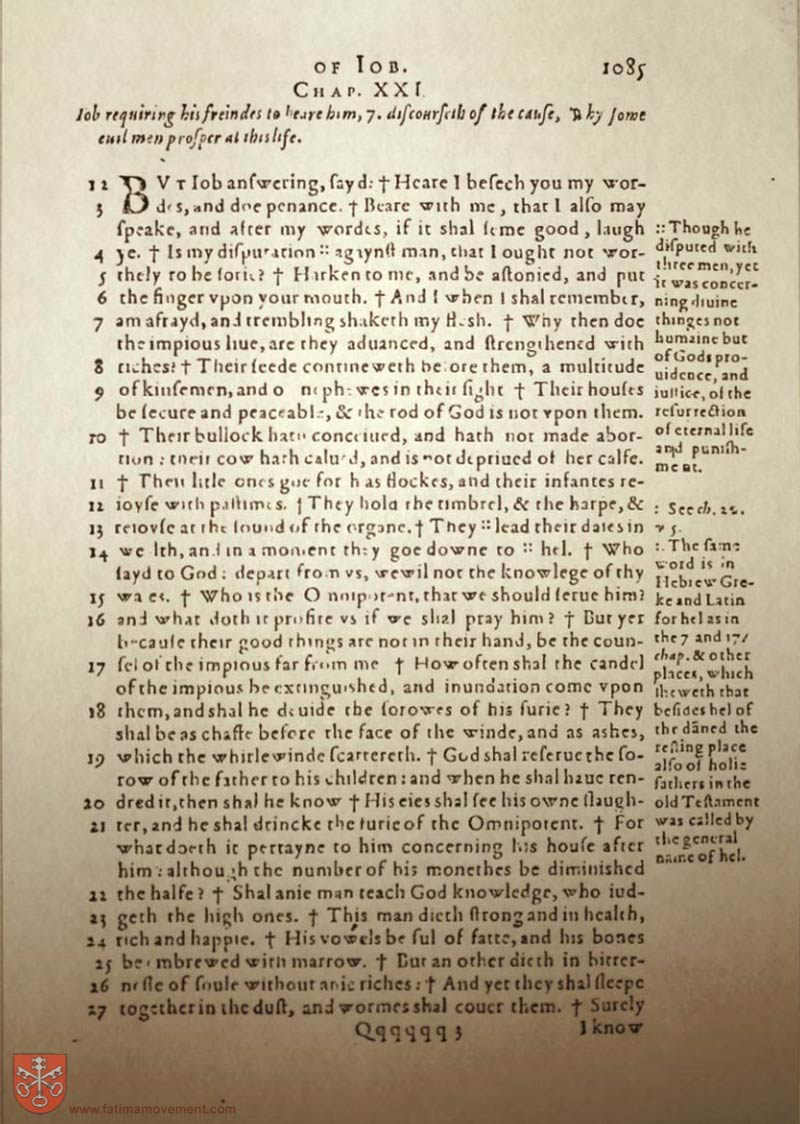 OF IOB. 1085
CHAP. XXI.
Iob requiring his freindes to heare him, 7. discourseth of the cause, why some
euil men prosper at this life.
1 2 BVT Iob answering, sayd: † Heare I besech you my wor-
3 des, and doe penance. † Beare with me, that I also may
speake, and after my wordes, if it shal seme good, laugh
4 ye. † Is my disputation :: agaynst man, that I ought not wor-
5 thely to be sorie? † Harken to me, and be astonied, and put
6 the finger vpon your mouth. † And I when I shal remember,
7 am afrayd, and trembling shaketh my flesh. † Why then doe
the impious liue, are they aduanced, and strengthened with
8 riches? † Their seede contineweth before them, a multitude
9 of kinsemen, and of nephewes in their sight † Their houses
be secure and peaceable, & the rod of God is not vpon them.
10 † Their bullock hath conceiued, and hath not made abor-
tion: their cow hath calued, and is not depriued of her calfe.
11 † Their litle ones goe forth as flockes, and their infantes re-
12 ioyse with pastimes. † They hold the timbrel, & the harpe, &
13 reioyse at the sound of the organe. † They :: lead their daies in
14 welth, and in a moment they goe downe to :: hel. † Who
sayd to God: depart from vs, we wil not the knowlege of thy
15 waies. † Who is the Omnipotent, that we should serue him?
16 and what doth it profite vs if we shal pray him? † But yet
because their good things are not in their hand, be the coun-
17 sel of the impious far from me † How often shal the candel
of the impious be extinguished, and inundation come vpon
18 them, and shal he deuide the sorowes of his furie? † They
shal be as chaffe before the face of the winde, and as ashes,
19 which the whirlewinde scattereth. † God shal reserue the so-
row of the father to his children: and when he shal haue ren-
20 dred it, then shal he know † His eies shal see his owne slaugh-
21 ter, and he shal drincke the furie of the Omnipotent. † For
what doeth it pertayne to him concerning his house after
him: although the number of his monethes be diminished
22 the halfe? † Shal anie man teach God knowledge, who iud-
23 geth the high ones. † This man dieth strong and in health,
24 rich and happie. † His vowels be ful of fatte, and his bones
25 be imbrewed with marrow. † But an other dieth in bitter-
26 nesse of soule without anie riches: † And yet they shal sleepe
27 together in the dust, and wormes shal couer them. † Surely
Qqqqqq 3 I know
:: Though he
disputed with
three men, yet
it was concer-
ning diuine
thinges not
humaine but
of Gods pro-
uidence, and
iustice, of the
resurrection
of eternal life
and punish-
ment.
: See ch. 12.
v 5.
:. The same
word is in
Hebrew Gre-
ke and Latin
for hel as in
the 7 and 17
chap. & other
places, which
sheweth that
besides hel of
the dāned the
resting place
also of holie
fathers in the
old Testament
was called by
the general
name of hel.
www.fatimamovement.com